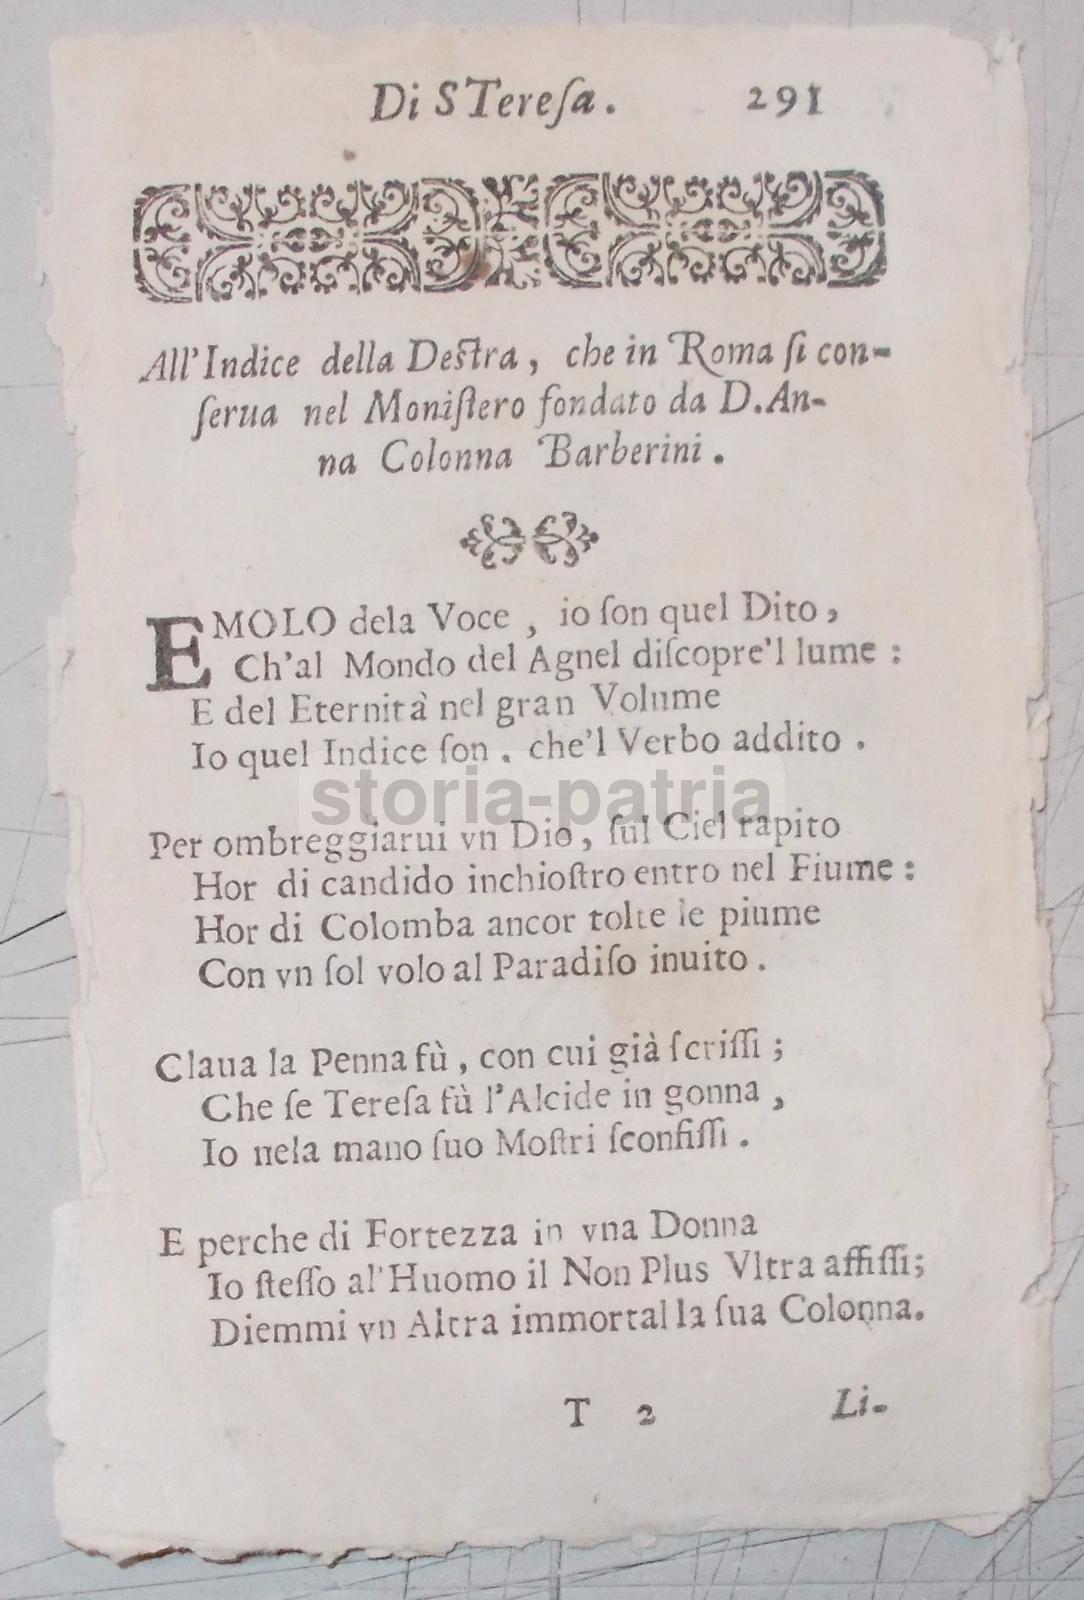 Di S Tereſa. 291
All'Indice della Deſtra, che in Roma ſi con-
ſerua nel Moniſtero fondato da D. An-
na Colonna Barberini.
EMOLO dela Voce, io ſon quel Dito,
Ch'al Mondo del Agnel diſcopre'l lume:
E del Eternità nel gran Volume
Io quel Indice ſon. che'l Verbo addito.
storia-patria
Per ombreggiarui vn Dio, ſul Ciel rapito
Hor di candido inchioſtro entro nel Fiume:
Hor di Colomba ancor tolte le piume
Con vn ſol volo al Paradiſo inuito.
Claua la Penna fù, con cui già ſcriſſi;
Che ſe Tereſa fù l'Alcide in gonna,
Io nela mano ſuo Moſtri ſconfiſſi.
E perche di Fortezza in vna Donna
Io ſteſſo al'Huomo il Non Plus Vltra affiſſi;
Diemmi vn Altra immortal la ſua Colonna.
T 2 Li-